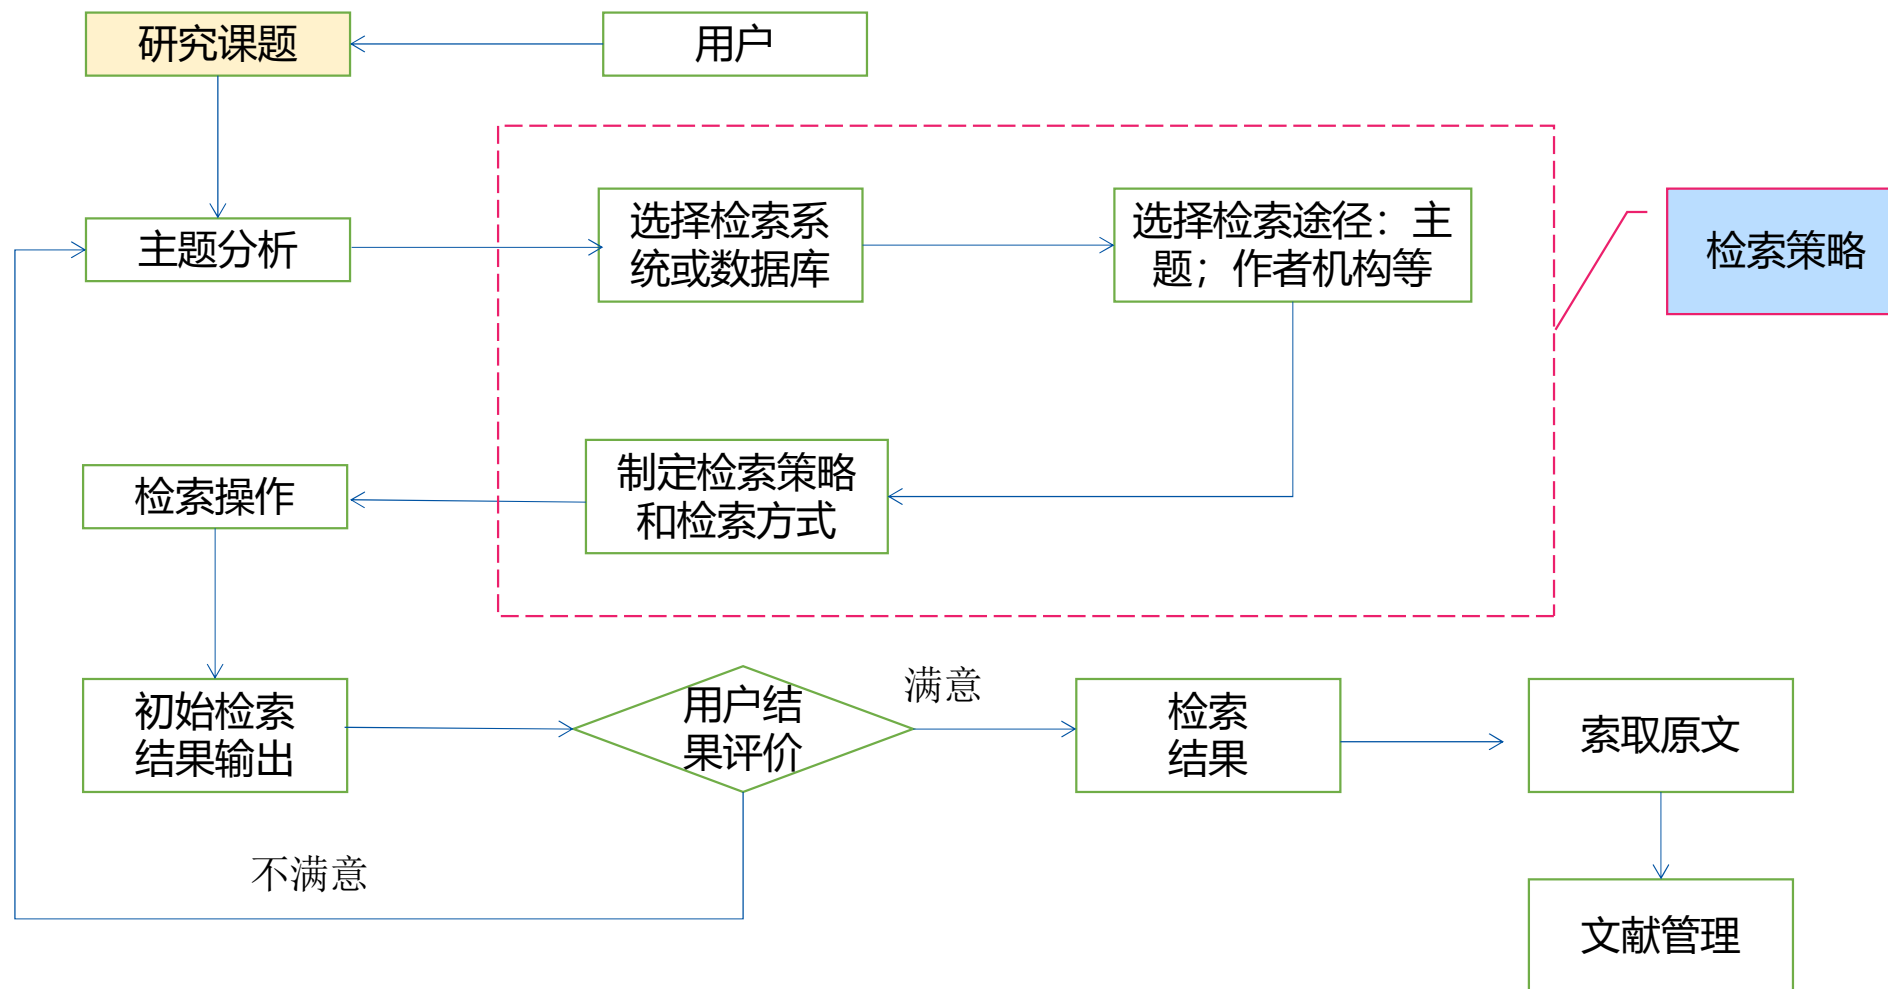 研究课题
用户
主题分析
选择检索系
统或数据库
选择检索途径：主
题；作者机构等
检索策略
制定检索策略
和检索方式
检索操作
初始检索
结果输出
用户结
果评价
满意
检索
结果
索取原文
不满意
文献管理